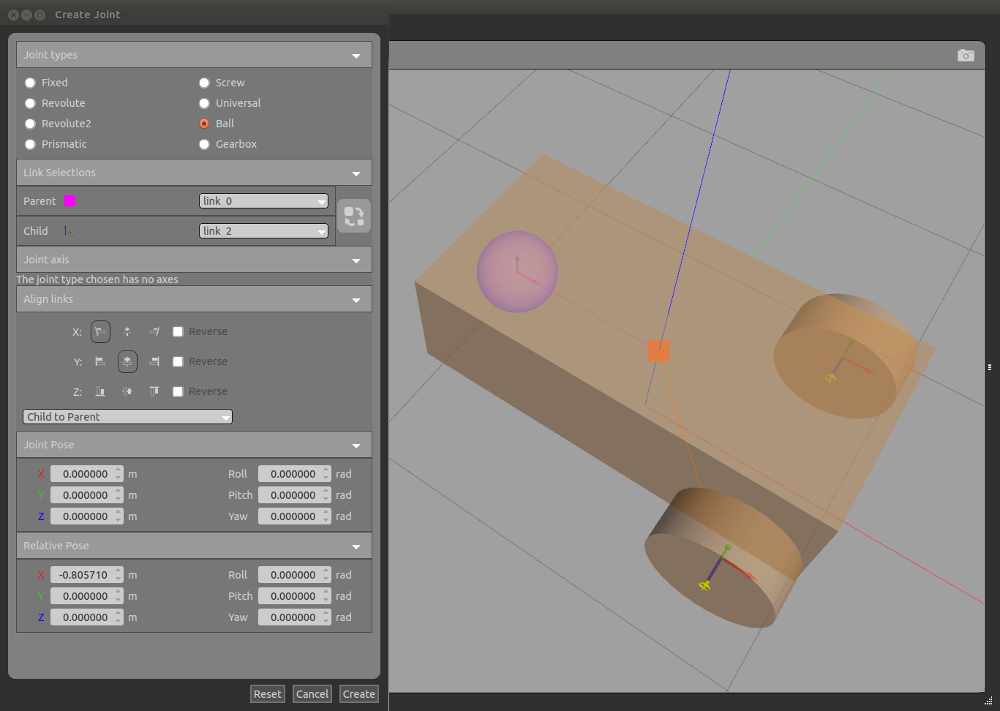 Create Joint
Joint types
Fixed Screw
Revolute Universal
Revolute2 Ball
Prismatic Gearbox
Link Selections
Parent link_0
Child link_2
Joint axis
The joint type chosen has no axes
Align links
X: Reverse
Y: Reverse
Z: Reverse
Child to Parent
Joint Pose
X 0.000000 m Roll 0.000000 rad
Y 0.000000 m Pitch 0.000000 rad
Z 0.000000 m Yaw 0.000000 rad
Relative Pose
X -0.805710 m Roll 0.000000 rad
Y 0.000000 m Pitch 0.000000 rad
Z 0.000000 m Yaw 0.000000 rad
Reset Cancel Create